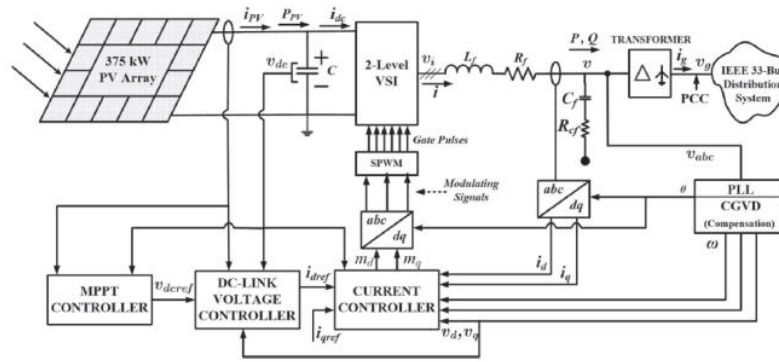 i_PV P_PV i_dc
P, Q
TRANSFORMER
375 kW
PV Array
v_dc
+
C
−
2-Level
VSI
v_i
L_f
R_f
i
v
Δ
i_g
v_g
IEEE 33-Bu
Distribution
System
PCC
C_f
R_cf
Gate Pulses
SPWM
v_abc
Modulating
Signals
abc
dq
abc
dq
θ
PLL
CGVD
(Compensation)
ω
m_d
m_q
i_d
i_q
MPPT
CONTROLLER
v_dcref
DC-LINK
VOLTAGE
CONTROLLER
i_dref
i_qref
CURRENT
CONTROLLER
v_d, v_q